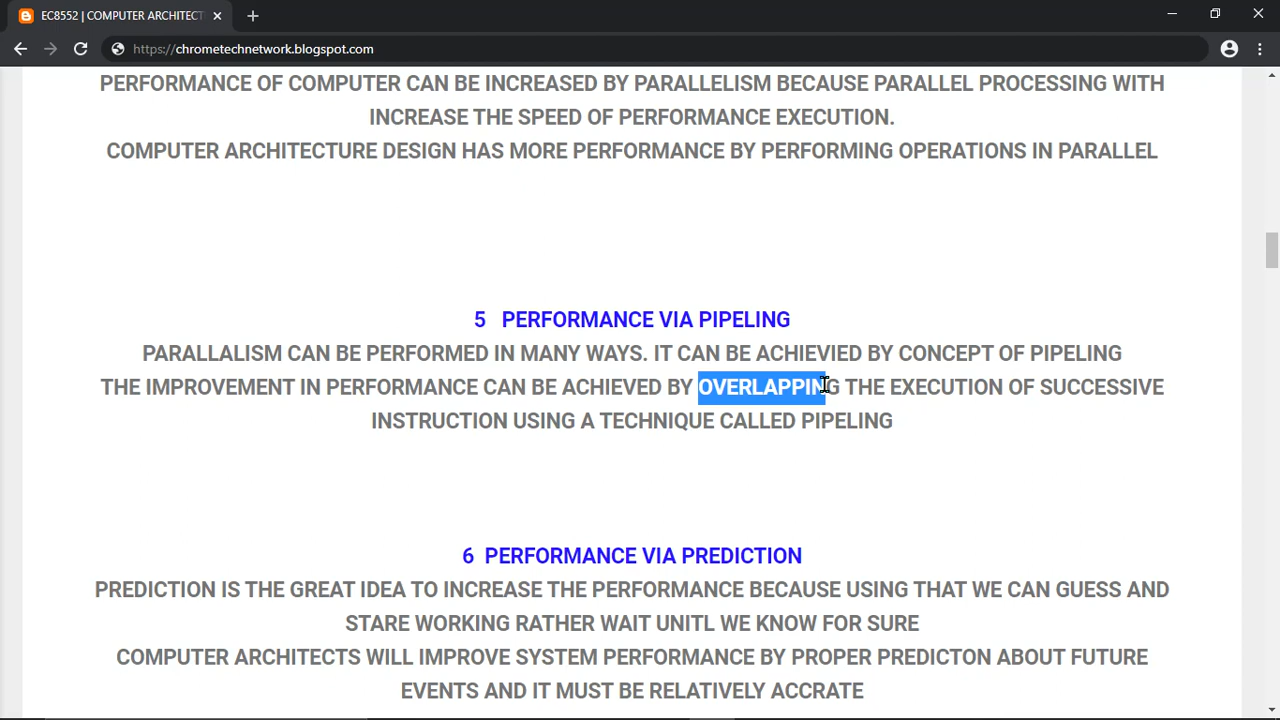 EC8552 | COMPUTER ARCHITECT
https://chrometechnetwork.blogspot.com
PERFORMANCE OF COMPUTER CAN BE INCREASED BY PARALLELISM BECAUSE PARALLEL PROCESSING WITH
INCREASE THE SPEED OF PERFORMANCE EXECUTION.
COMPUTER ARCHITECTURE DESIGN HAS MORE PERFORMANCE BY PERFORMING OPERATIONS IN PARALLEL
5 PERFORMANCE VIA PIPELING
PARALLALISM CAN BE PERFORMED IN MANY WAYS. IT CAN BE ACHIEVIED BY CONCEPT OF PIPELING
THE IMPROVEMENT IN PERFORMANCE CAN BE ACHIEVED BY OVERLAPPING THE EXECUTION OF SUCCESSIVE
INSTRUCTION USING A TECHNIQUE CALLED PIPELING
6 PERFORMANCE VIA PREDICTION
PREDICTION IS THE GREAT IDEA TO INCREASE THE PERFORMANCE BECAUSE USING THAT WE CAN GUESS AND
STARE WORKING RATHER WAIT UNITL WE KNOW FOR SURE
COMPUTER ARCHITECTS WILL IMPROVE SYSTEM PERFORMANCE BY PROPER PREDICTON ABOUT FUTURE
EVENTS AND IT MUST BE RELATIVELY ACCRATE